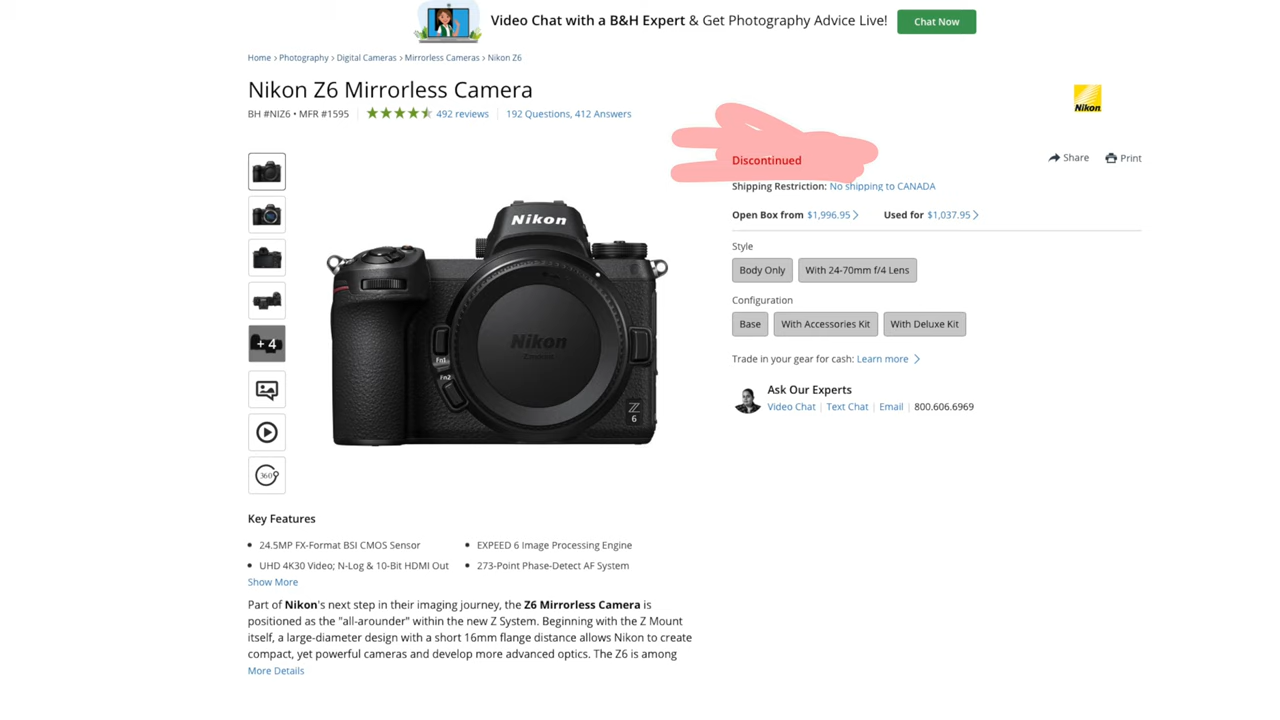 Video Chat with a B&H Expert & Get Photography Advice Live!
Chat Now
Home > Photography > Digital Cameras > Mirrorless Cameras > Nikon Z6
Nikon Z6 Mirrorless Camera
BH #NIZ6 • MFR #1595
492 reviews
192 Questions, 412 Answers
Nikon
Discontinued
Share
Print
Shipping Restriction: No shipping to CANADA
Open Box from $1,996.95 >
Used for $1,037.95 >
Style
Body Only
With 24-70mm f/4 Lens
Configuration
Base
With Accessories Kit
With Deluxe Kit
Trade in your gear for cash: Learn more >
Ask Our Experts
Video Chat | Text Chat | Email | 800.606.6969
+ 4
360º
Nikon
Nikon
Fn1
Fn2
Z
6
Key Features
• 24.5MP FX-Format BSI CMOS Sensor
• EXPEED 6 Image Processing Engine
• UHD 4K30 Video; N-Log & 10-Bit HDMI Out
• 273-Point Phase-Detect AF System
Show More
Part of Nikon's next step in their imaging journey, the Z6 Mirrorless Camera is
positioned as the "all-arounder" within the new Z System. Beginning with the Z Mount
itself, a large-diameter design with a short 16mm flange distance allows Nikon to create
compact, yet powerful cameras and develop more advanced optics. The Z6 is among
More Details